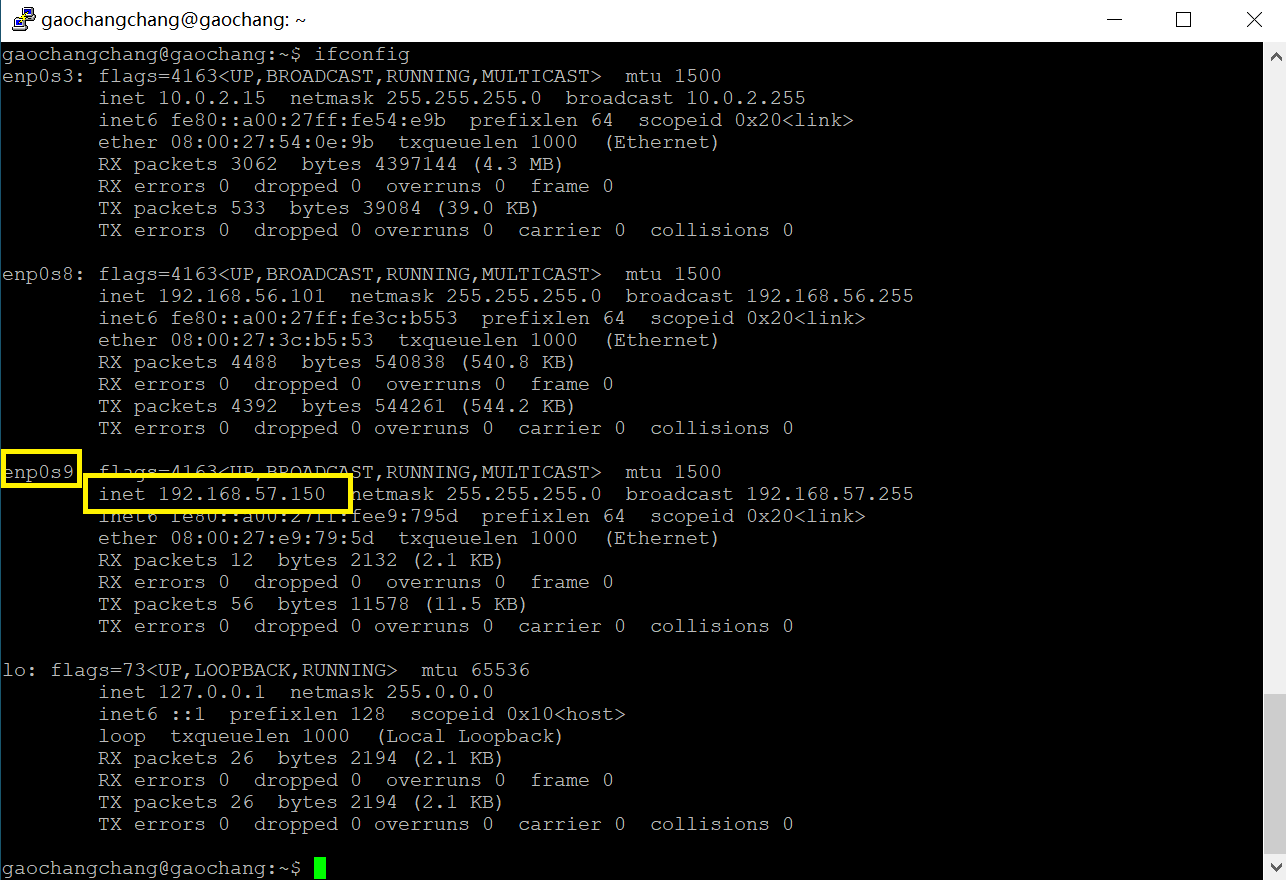 gaochangchang@gaochang: ~
gaochangchang@gaochang:~$ ifconfig
enp0s3: flags=4163<UP,BROADCAST,RUNNING,MULTICAST>  mtu 1500
        inet 10.0.2.15  netmask 255.255.255.0  broadcast 10.0.2.255
        inet6 fe80::a00:27ff:fe54:e9b  prefixlen 64  scopeid 0x20<link>
        ether 08:00:27:54:0e:9b  txqueuelen 1000  (Ethernet)
        RX packets 3062  bytes 4397144 (4.3 MB)
        RX errors 0  dropped 0  overruns 0  frame 0
        TX packets 533  bytes 39084 (39.0 KB)
        TX errors 0  dropped 0 overruns 0  carrier 0  collisions 0

enp0s8: flags=4163<UP,BROADCAST,RUNNING,MULTICAST>  mtu 1500
        inet 192.168.56.101  netmask 255.255.255.0  broadcast 192.168.56.255
        inet6 fe80::a00:27ff:fe3c:b553  prefixlen 64  scopeid 0x20<link>
        ether 08:00:27:3c:b5:53  txqueuelen 1000  (Ethernet)
        RX packets 4488  bytes 540838 (540.8 KB)
        RX errors 0  dropped 0  overruns 0  frame 0
        TX packets 4392  bytes 544261 (544.2 KB)
        TX errors 0  dropped 0 overruns 0  carrier 0  collisions 0

enp0s9  flags=4163<UP,BROADCAST,RUNNING,MULTICAST>  mtu 1500
        inet 192.168.57.150  netmask 255.255.255.0  broadcast 192.168.57.255
        inet6 fe80::a00:27ff:fee9:795d  prefixlen 64  scopeid 0x20<link>
        ether 08:00:27:e9:79:5d  txqueuelen 1000  (Ethernet)
        RX packets 12  bytes 2132 (2.1 KB)
        RX errors 0  dropped 0  overruns 0  frame 0
        TX packets 56  bytes 11578 (11.5 KB)
        TX errors 0  dropped 0 overruns 0  carrier 0  collisions 0

lo: flags=73<UP,LOOPBACK,RUNNING>  mtu 65536
        inet 127.0.0.1  netmask 255.0.0.0
        inet6 ::1  prefixlen 128  scopeid 0x10<host>
        loop  txqueuelen 1000  (Local Loopback)
        RX packets 26  bytes 2194 (2.1 KB)
        RX errors 0  dropped 0  overruns 0  frame 0
        TX packets 26  bytes 2194 (2.1 KB)
        TX errors 0  dropped 0 overruns 0  carrier 0  collisions 0

gaochangchang@gaochang:~$